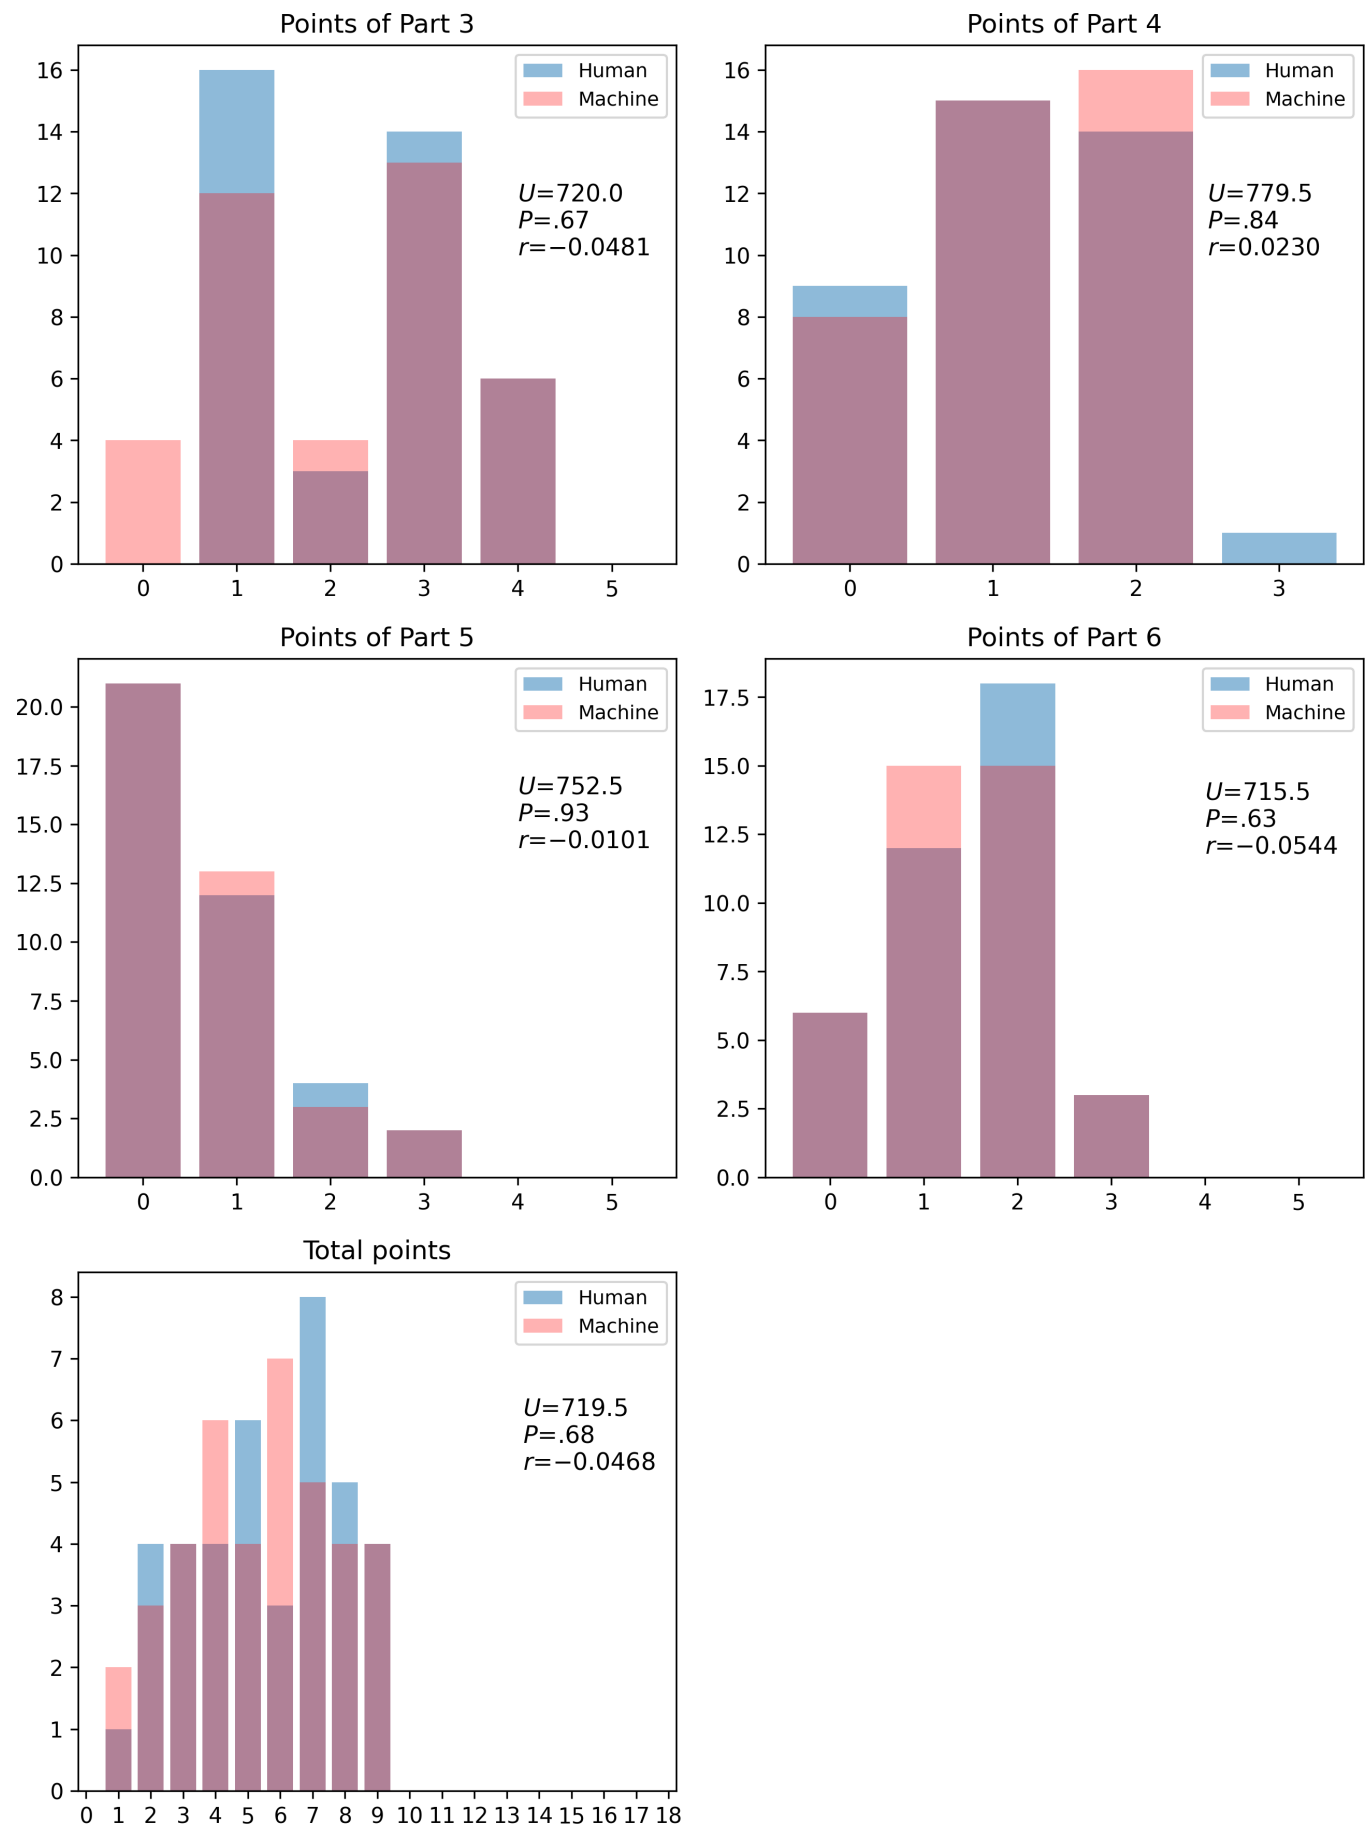 Points of Part 3
16
14
12
10
8
6
4
2
0
0 1 2 3 4 5
Human
Machine
U=720.0
P=.67
r=−0.0481
Points of Part 4
16
14
12
10
8
6
4
2
0
0 1 2 3
Human
Machine
U=779.5
P=.84
r=0.0230
Points of Part 5
20.0
17.5
15.0
12.5
10.0
7.5
5.0
2.5
0.0
0 1 2 3 4 5
Human
Machine
U=752.5
P=.93
r=−0.0101
Points of Part 6
17.5
15.0
12.5
10.0
7.5
5.0
2.5
0.0
0 1 2 3 4 5
Human
Machine
U=715.5
P=.63
r=−0.0544
Total points
8
7
6
5
4
3
2
1
0
0 1 2 3 4 5 6 7 8 9 10 11 12 13 14 15 16 17 18
Human
Machine
U=719.5
P=.68
r=−0.0468